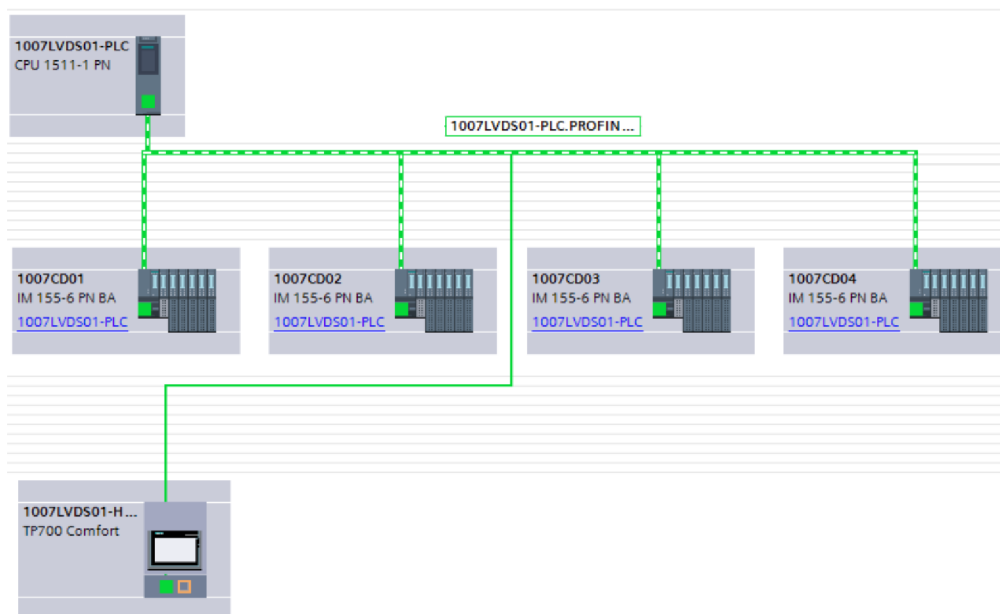 1007LVDS01-PLC
CPU 1511-1 PN
1007LVDS01-PLC.PROFIN...
1007CD01
IM 155-6 PN BA
1007LVDS01-PLC
1007CD02
IM 155-6 PN BA
1007LVDS01-PLC
1007CD03
IM 155-6 PN BA
1007LVDS01-PLC
1007CD04
IM 155-6 PN BA
1007LVDS01-PLC
1007LVDS01-H...
TP700 Comfort